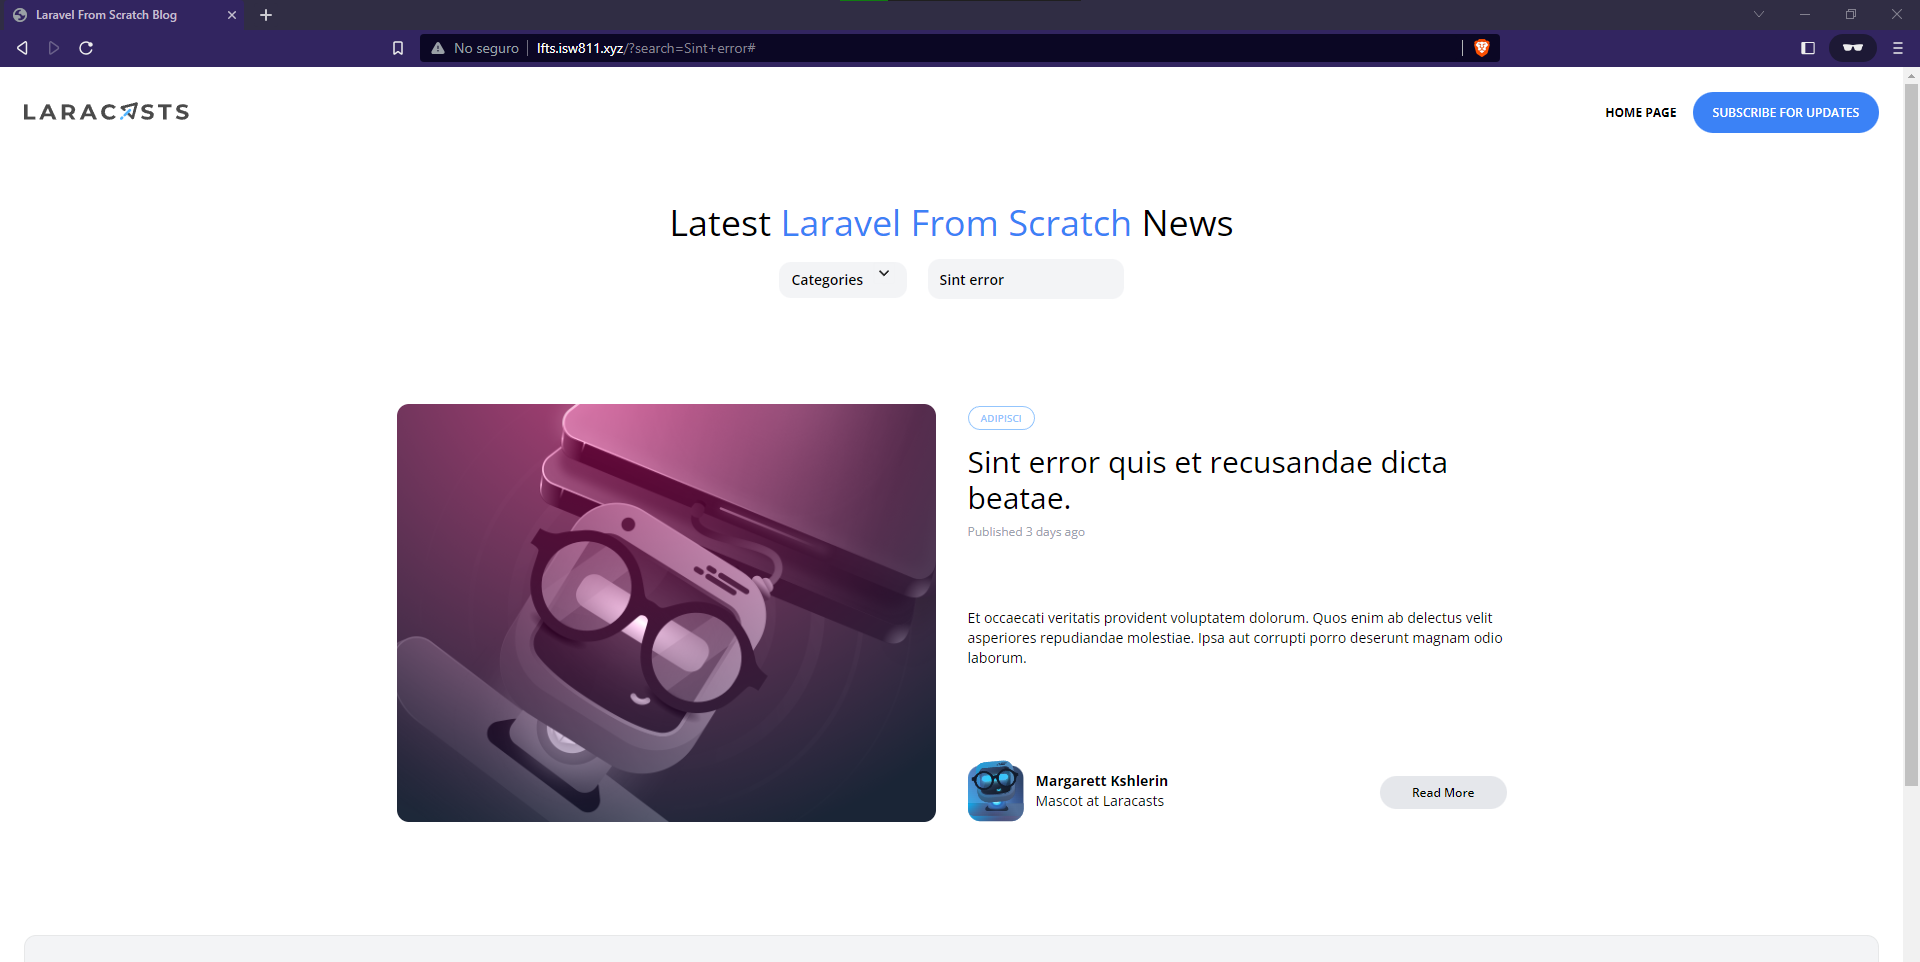 Laravel From Scratch Blog
No seguro
lfts.isw811.xyz/?search=Sint+error#
LARACASTS
HOME PAGE
SUBSCRIBE FOR UPDATES
Latest Laravel From Scratch News
Categories
Sint error
ADIPISCI
Sint error quis et recusandae dicta
beatae.
Published 3 days ago
Et occaecati veritatis provident voluptatem dolorum. Quos enim ab delectus velit
asperiores repudiandae molestiae. Ipsa aut corrupti porro deserunt magnam odio
laborum.
Margarett Kshlerin
Mascot at Laracasts
Read More